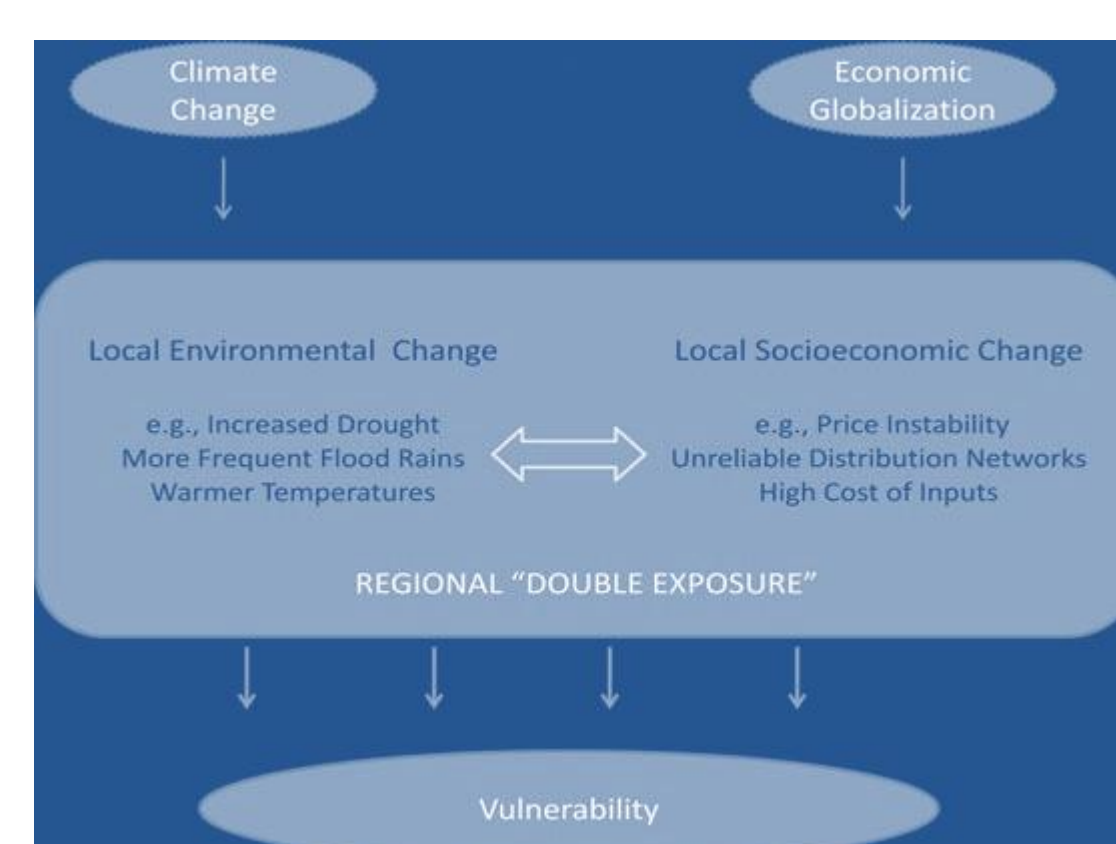 Climate
Change
Economic
Globalization
Local Environmental Change
e.g., Increased Drought
More Frequent Flood Rains
Warmer Temperatures
Local Socioeconomic Change
e.g., Price Instability
Unreliable Distribution Networks
High Cost of Inputs
REGIONAL “DOUBLE EXPOSURE”
Vulnerability